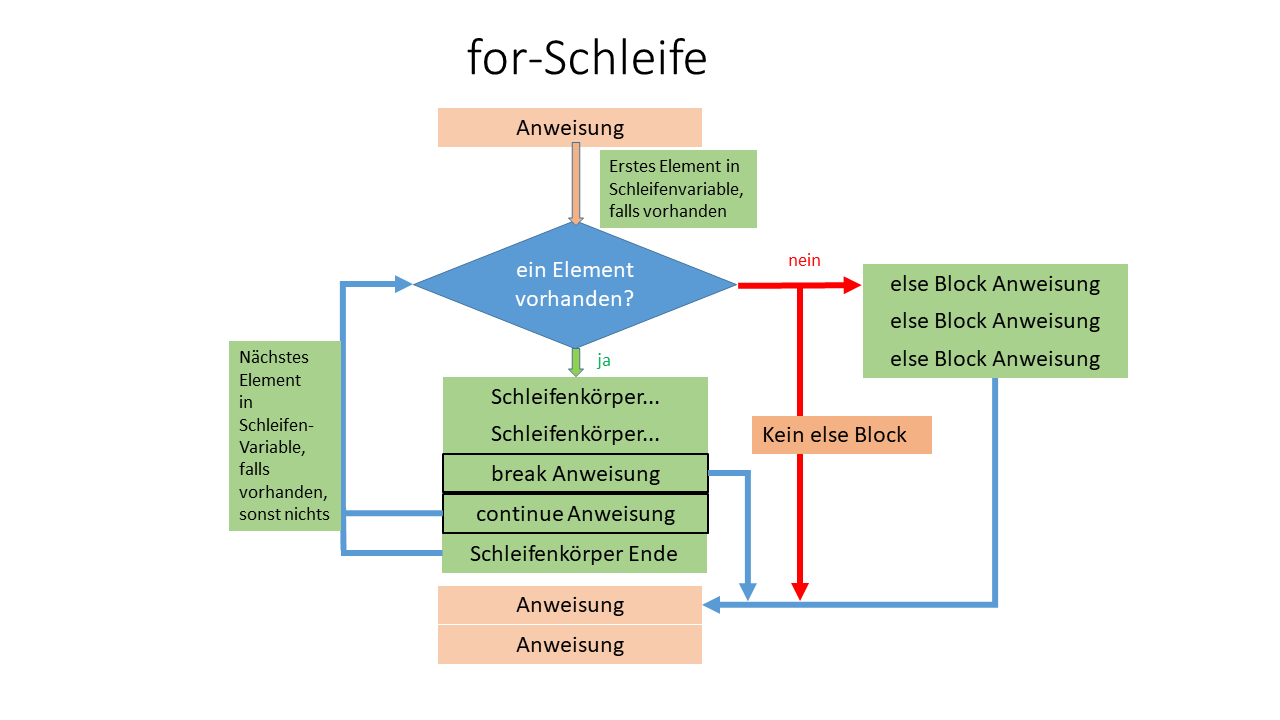 for-Schleife
Anweisung
Erstes Element in
Schleifenvariable,
falls vorhanden
ein Element
vorhanden?
nein
else Block Anweisung
else Block Anweisung
else Block Anweisung
ja
Nächstes
Element
in
Schleifen-
Variable,
falls
vorhanden,
sonst nichts
Schleifenkörper...
Schleifenkörper...
break Anweisung
continue Anweisung
Schleifenkörper Ende
Kein else Block
Anweisung
Anweisung